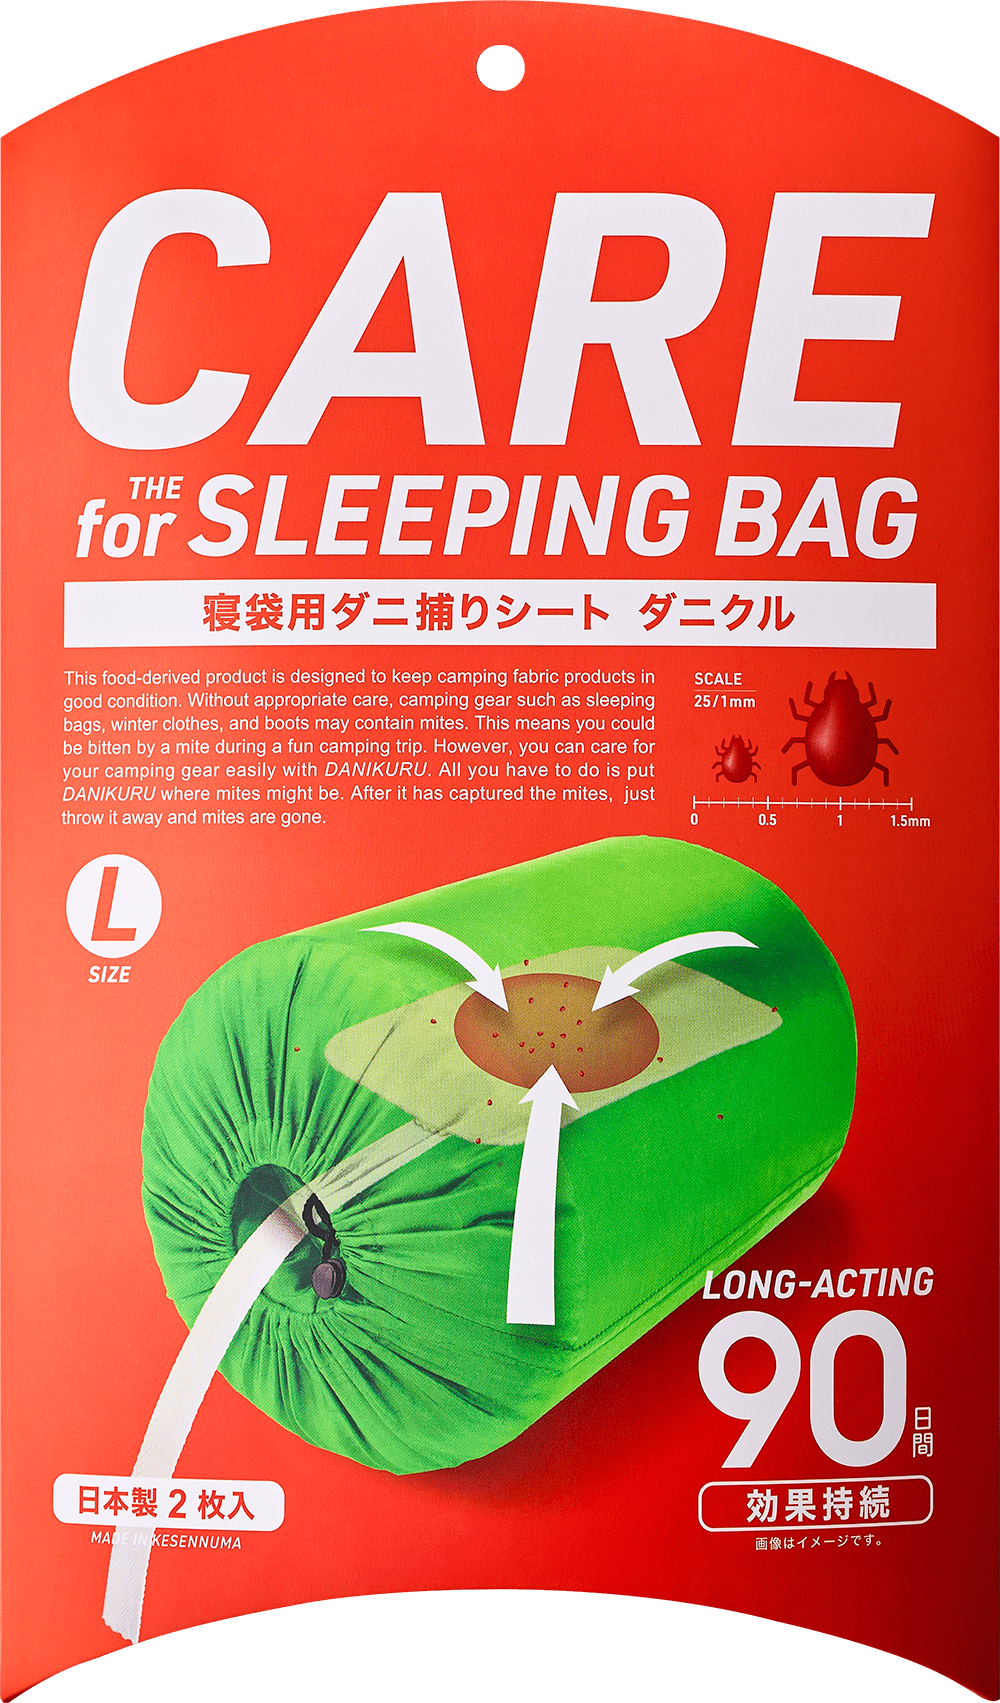 CARE
for THE SLEEPING BAG
寝袋用ダニ捕りシート ダニクル
This food-derived product is designed to keep camping fabric products in
good condition. Without appropriate care, camping gear such as sleeping
bags, winter clothes, and boots may contain mites. This means you could
be bitten by a mite during a fun camping trip. However, you can care for
your camping gear easily with DANIKURU. All you have to do is put
DANIKURU where mites might be. After it has captured the mites, just
throw it away and mites are gone.
SCALE
25/1mm
0 0.5 1 1.5mm
L
SIZE
LONG-ACTING
90日間
効果持続
画像はイメージです。
日本製2枚入
MADE IN KESENNUMA